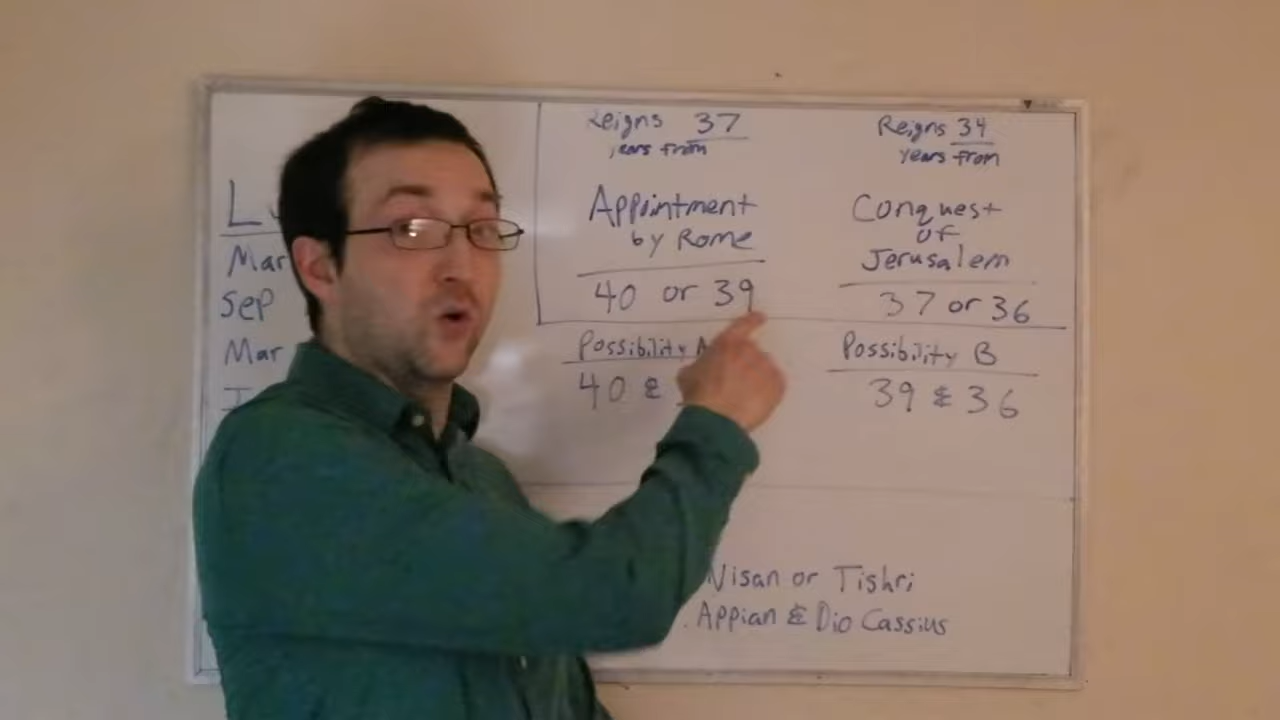 Reigns 37
years from
Appointment
by Rome
40 or 39
Reigns 34
years from
Conquest
of
Jerusalem
37 or 36
L
Mar
Sep
Mar
Possibility A
40 &
Possibility B
39 & 36
Nisan or Tishri
Appian & Dio Cassius